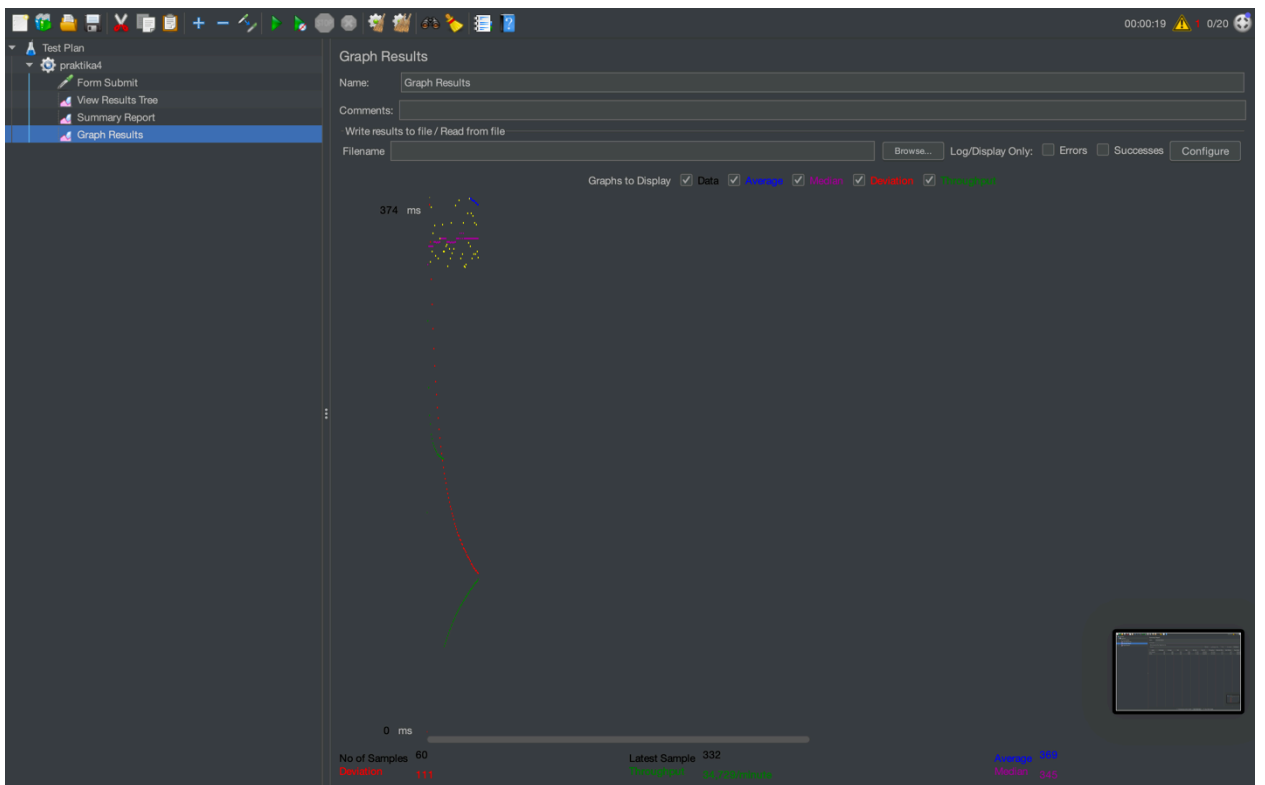 00:00:19 1 0/20
Test Plan
praktika4
Form Submit
View Results Tree
Summary Report
Graph Results
Graph Results
Name: Graph Results
Comments:
Write results to file / Read from file
Filename Browse... Log/Display Only: Errors Successes Configure
Graphs to Display Data Average Median Deviation Throughput
374 ms
0 ms
No of Samples 60 Latest Sample 332 Average 369
Deviation 111 Throughput Median